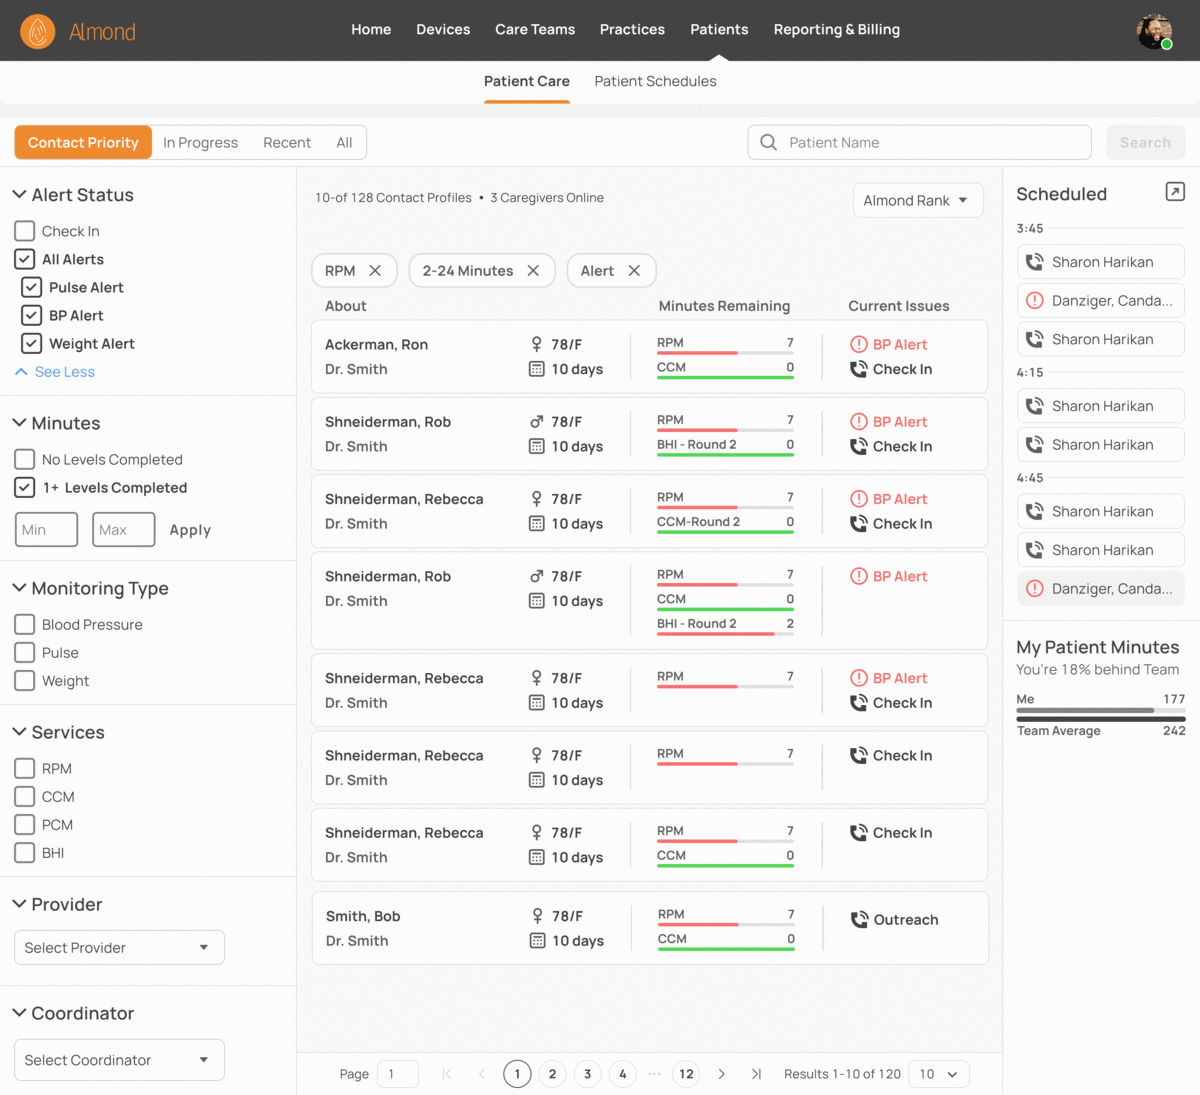 Almond
Home Devices Care Teams Practices Patients Reporting & Billing
Patient Care Patient Schedules
Contact Priority In Progress Recent All
Patient Name Search
Alert Status
Check In
All Alerts
Pulse Alert
BP Alert
Weight Alert
See Less
Minutes
No Levels Completed
1+ Levels Completed
Min Max Apply
Monitoring Type
Blood Pressure
Pulse
Weight
Services
RPM
CCM
PCM
BHI
Provider
Select Provider
Coordinator
Select Coordinator
10-of 128 Contact Profiles • 3 Caregivers Online
Almond Rank
RPM 2-24 Minutes Alert
About Minutes Remaining Current Issues
Ackerman, Ron 78/F RPM 7 BP Alert
Dr. Smith 10 days CCM 0 Check In
Shneiderman, Rob 78/F RPM 7 BP Alert
Dr. Smith 10 days BHI - Round 2 0 Check In
Shneiderman, Rebecca 78/F RPM 7 BP Alert
Dr. Smith 10 days CCM-Round 2 0 Check In
Shneiderman, Rob 78/F RPM 7 BP Alert
Dr. Smith 10 days CCM 0
BHI - Round 2 2
Shneiderman, Rebecca 78/F RPM 7 BP Alert
Dr. Smith 10 days Check In
Shneiderman, Rebecca 78/F RPM 7 Check In
Dr. Smith 10 days
Shneiderman, Rebecca 78/F RPM 7 Check In
Dr. Smith 10 days CCM 0
Smith, Bob 78/F RPM 7 Outreach
Dr. Smith 10 days CCM 0
Page 1 1 2 3 4 ... 12 Results 1-10 of 120 10
Scheduled
3:45
Sharon Harikan
Danziger, Canda...
Sharon Harikan
4:15
Sharon Harikan
Sharon Harikan
4:45
Sharon Harikan
Sharon Harikan
Danziger, Canda...
My Patient Minutes
You're 18% behind Team
Me 177
Team Average 242